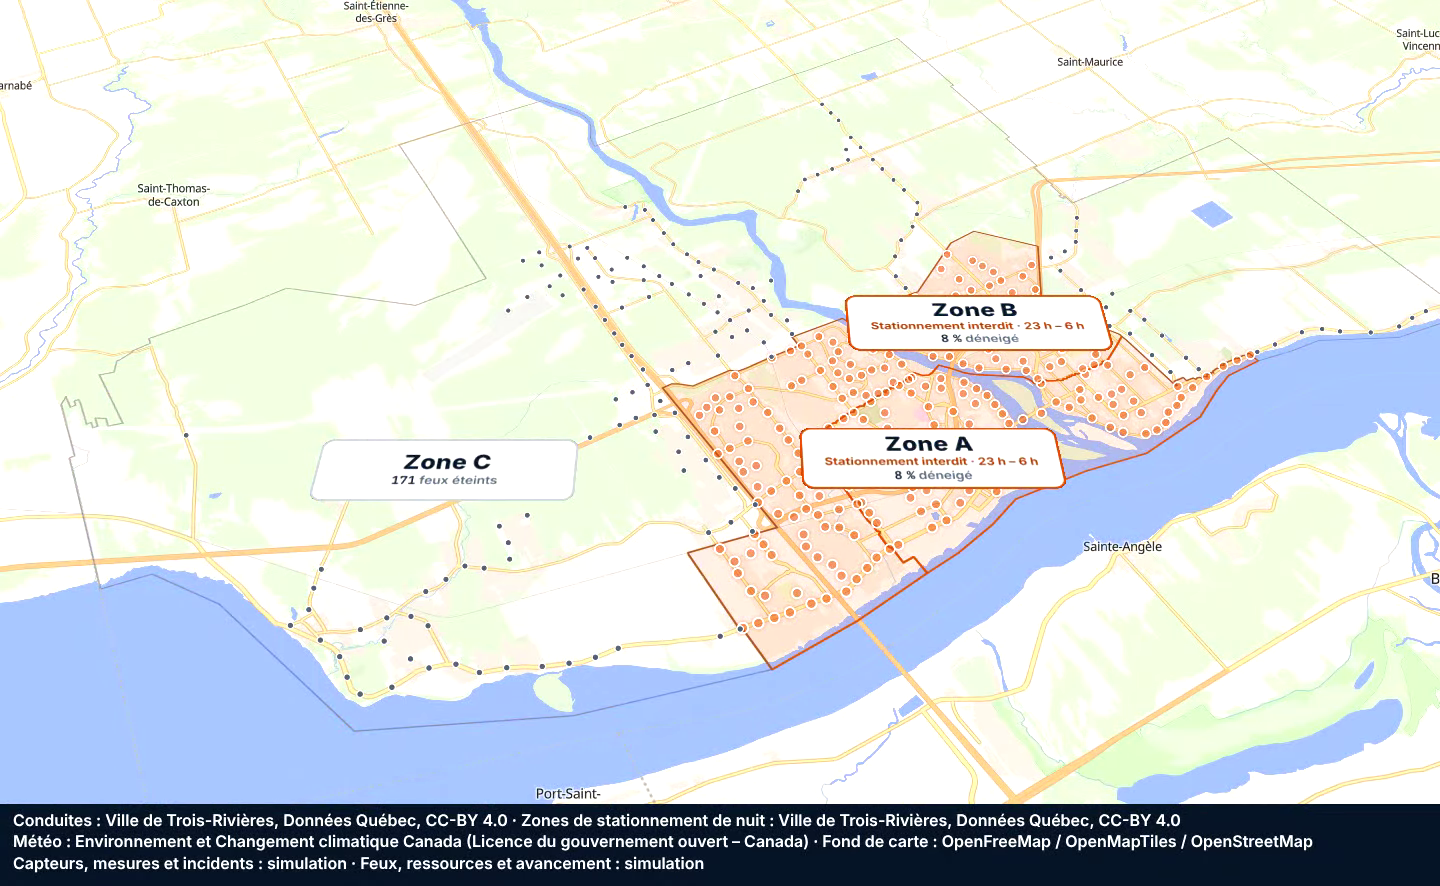 Saint-Étienne-
des-Grès
Saint-Luc
Vincenn
Saint-Maurice
arnabé
Saint-Thomas-
de-Caxton
Zone B
Stationnement interdit · 23 h – 6 h
8 % déneigé
Zone A
Stationnement interdit · 23 h – 6 h
8 % déneigé
Zone C
171 feux éteints
Sainte-Angèle
B
Port-Saint-
Conduites : Ville de Trois-Rivières, Données Québec, CC-BY 4.0 · Zones de stationnement de nuit : Ville de Trois-Rivières, Données Québec, CC-BY 4.0
Météo : Environnement et Changement climatique Canada (Licence du gouvernement ouvert – Canada) · Fond de carte : OpenFreeMap / OpenMapTiles / OpenStreetMap
Capteurs, mesures et incidents : simulation · Feux, ressources et avancement : simulation